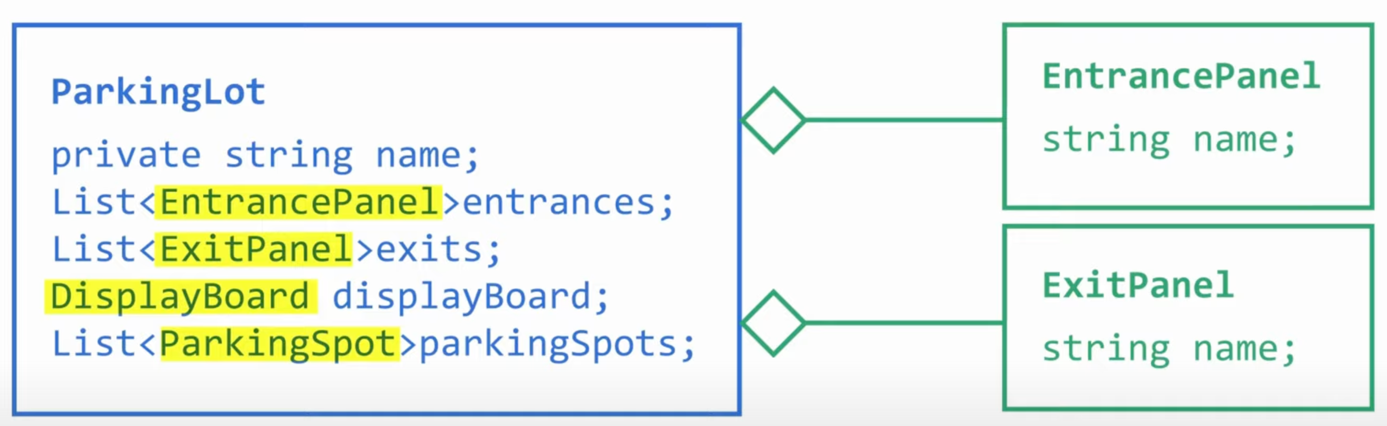 ParkingLot
private string name;
List<EntrancePanel>entrances;
List<ExitPanel>exits;
DisplayBoard displayBoard;
List<ParkingSpot>parkingSpots;
EntrancePanel
string name;
ExitPanel
string name;